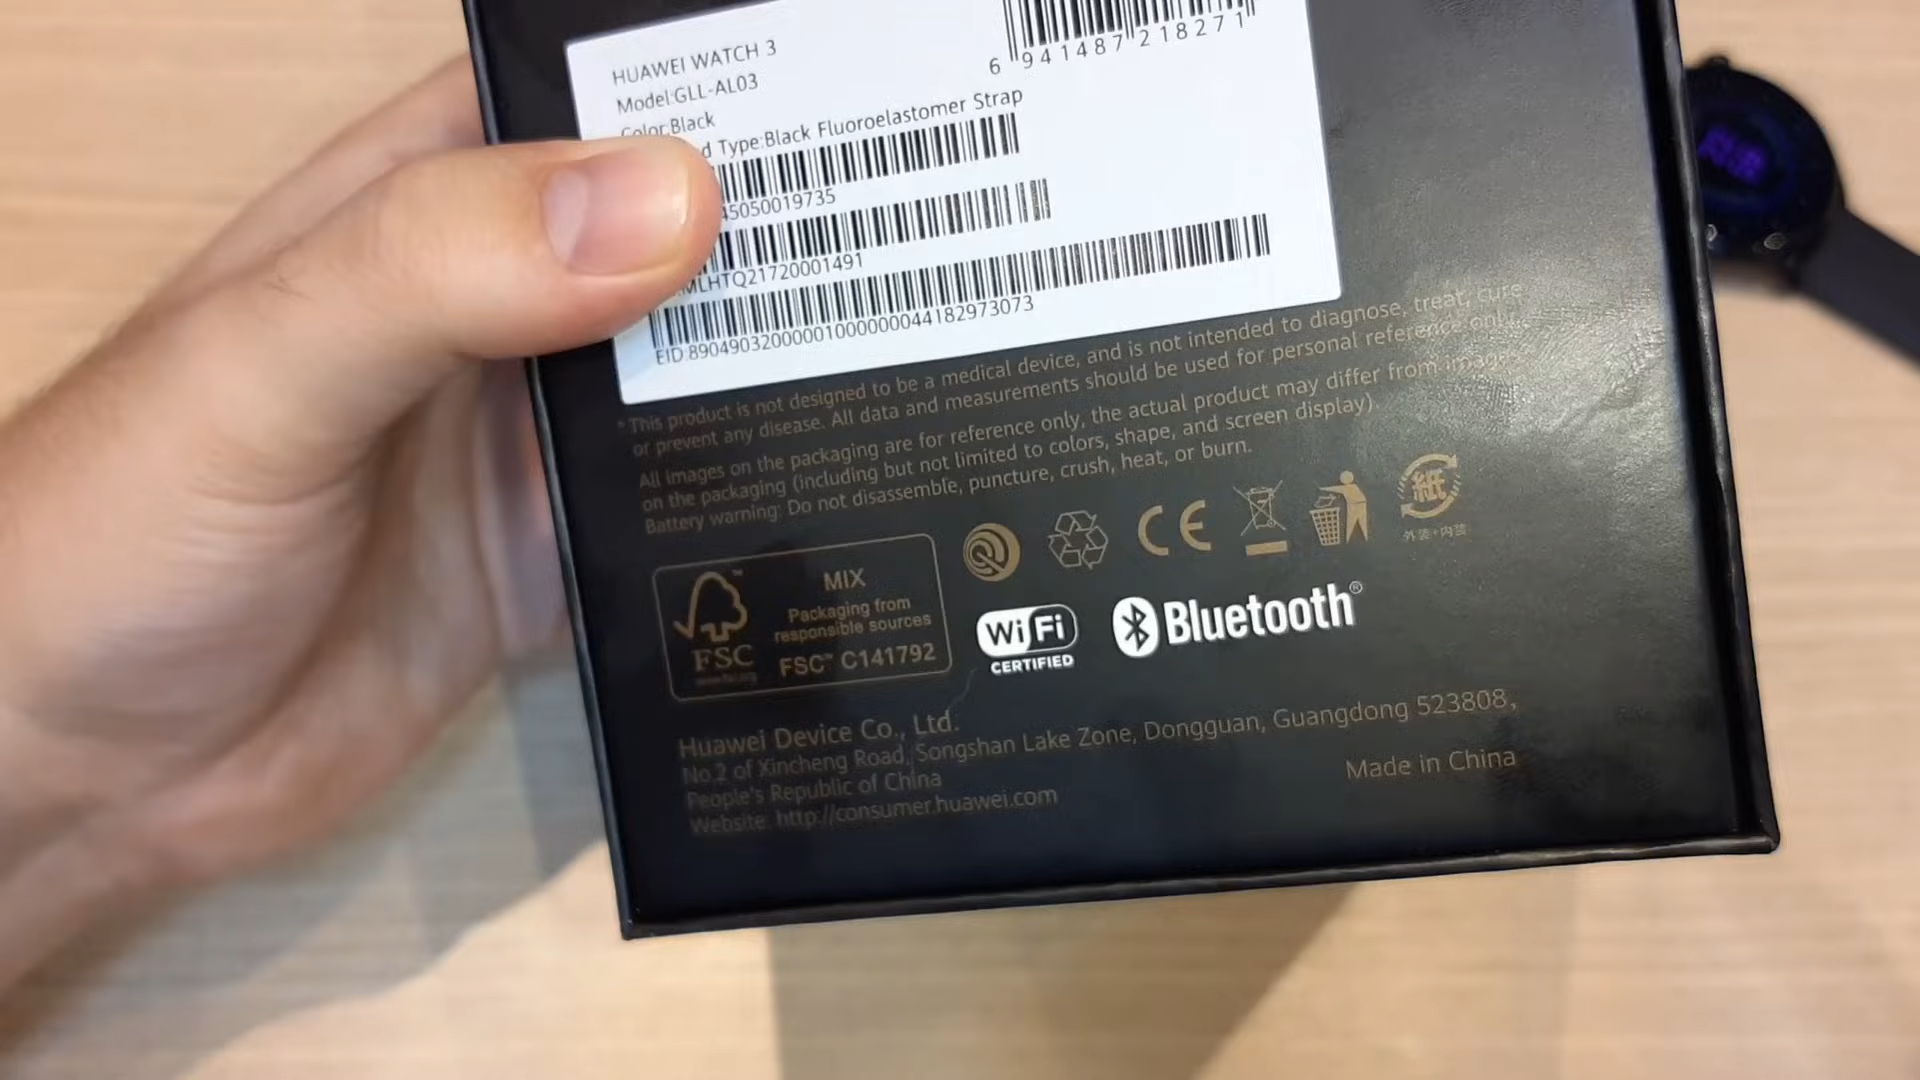 HUAWEI WATCH 3
Model:GLL-AL03
Color:Black
d Type:Black Fluoroelastomer Strap
6 941487 218271
45050019735
MLHTQ21720001491
EID:89049032000001000000044182973073
* This product is not designed to be a medical device, and is not intended to diagnose, treat, cure
or prevent any disease. All data and measurements should be used for personal reference only.
All images on the packaging are for reference only, the actual product may differ from images
on the packaging (including but not limited to colors, shape, and screen display).
Battery warning: Do not disassemble, puncture, crush, heat, or burn.
CE
紙
外装+内装
FSC™
MIX
Packaging from
responsible sources
FSC™ C141792
WiFi
CERTIFIED
Bluetooth®
Huawei Device Co., Ltd.
No.2 of Xincheng Road, Songshan Lake Zone, Dongguan, Guangdong 523808,
People's Republic of China
Website: http://consumer.huawei.com
Made in China